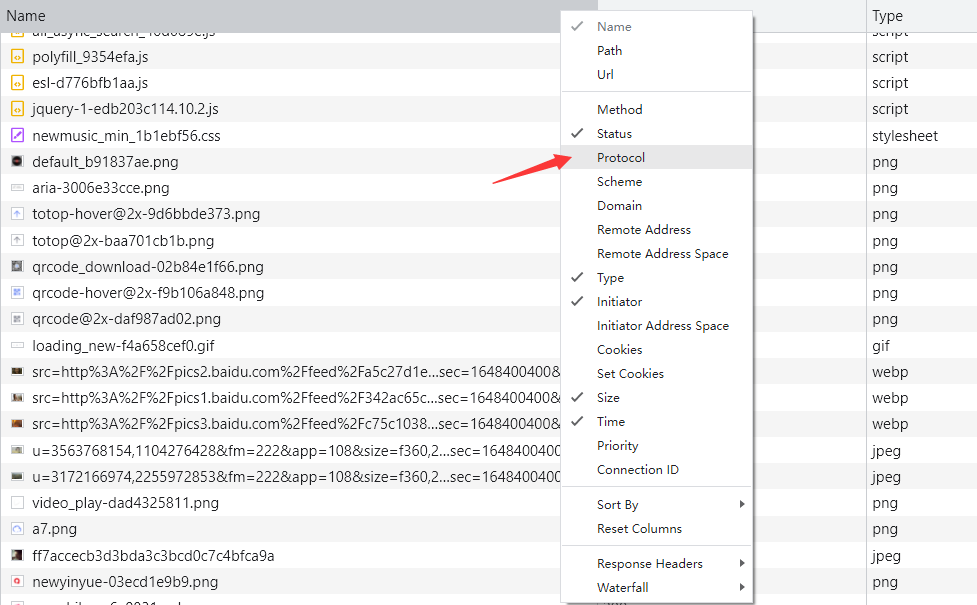 Name
Type
script
polyfill_9354efa.js
script
esl-d776bfb1aa.js
script
jquery-1-edb203c114.10.2.js
script
newmusic_min_1b1ebf56.css
stylesheet
default_b91837ae.png
png
aria-3006e33cce.png
png
totop-hover@2x-9d6bbde373.png
png
totop@2x-baa701cb1b.png
png
qrcode_download-02b84e1f66.png
png
qrcode-hover@2x-f9b106a848.png
png
qrcode@2x-daf987ad02.png
png
loading_new-f4a658cef0.gif
gif
src=http%3A%2F%2Fpics2.baidu.com%2Ffeed%2Fa5c27d1e...sec=1648400400&
webp
src=http%3A%2F%2Fpics1.baidu.com%2Ffeed%2F342ac65c...sec=1648400400&
webp
src=http%3A%2F%2Fpics3.baidu.com%2Ffeed%2Fc75c1038...sec=1648400400&
webp
u=3563768154,1104276428&fm=222&app=108&size=f360,2...sec=1648400400
jpeg
u=3172166974,2255972853&fm=222&app=108&size=f360,2...sec=1648400400
jpeg
video_play-dad4325811.png
png
a7.png
png
ff7accecb3d3bda3c3bcd0c7c4bfca9a
jpeg
newyinyue-03ecd1e9b9.png
png
Name
Path
Url
Method
Status
Protocol
Scheme
Domain
Remote Address
Remote Address Space
Type
Initiator
Initiator Address Space
Cookies
Set Cookies
Size
Time
Priority
Connection ID
Sort By
Reset Columns
Response Headers
Waterfall